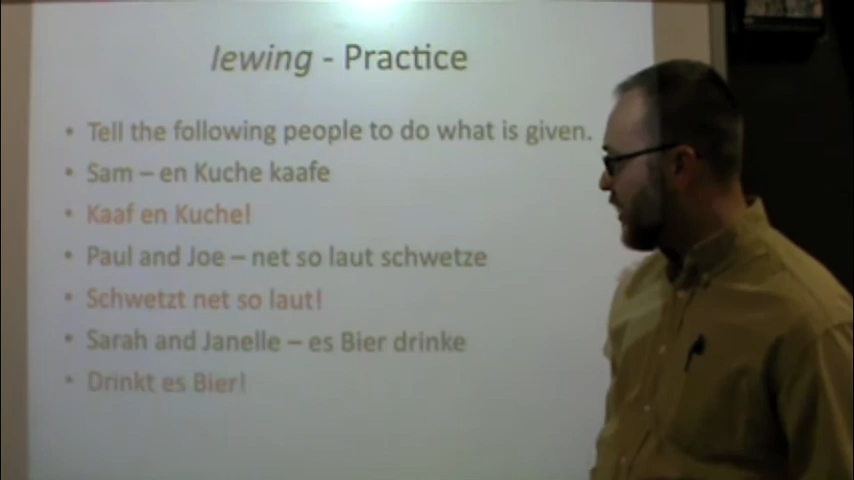 Iewing - Practice
• Tell the following people to do what is given.
• Sam – en Kuche kaafe
• Kaaf en Kuche!
• Paul and Joe – net so laut schwetze
• Schwetzt net so laut!
• Sarah and Janelle – es Bier drinke
• Drinkt es Bier!